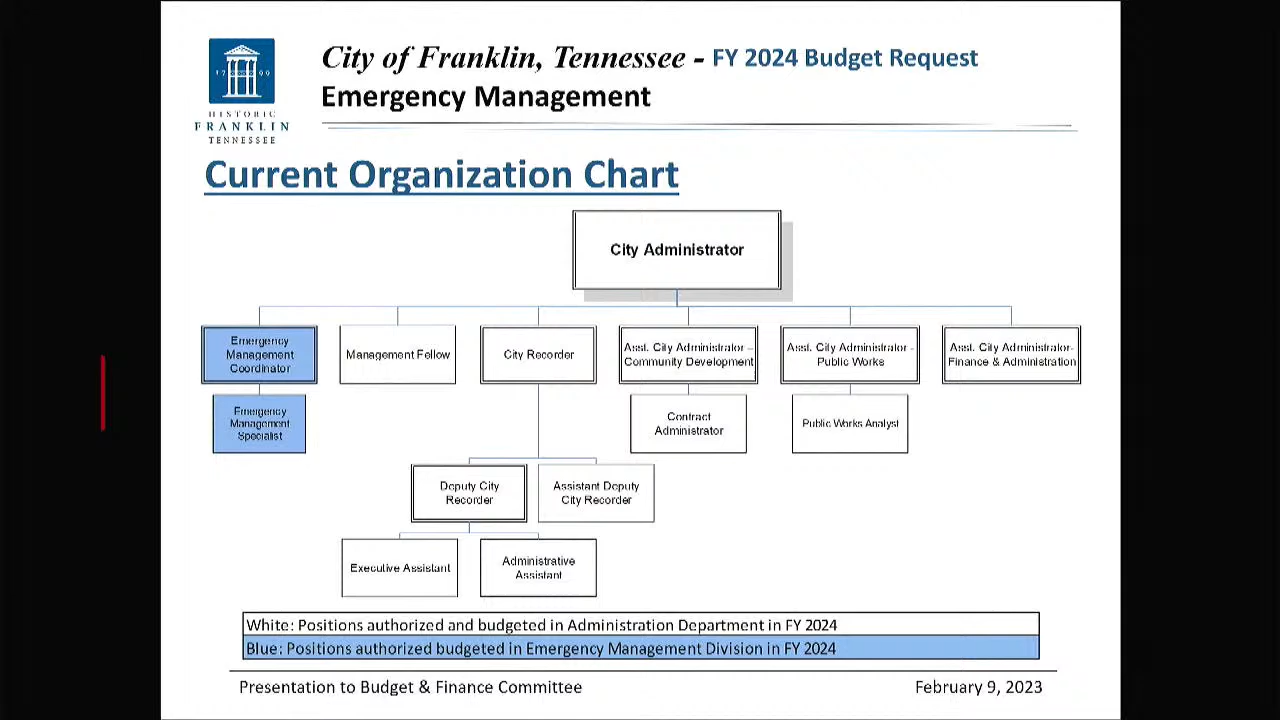 City of Franklin, Tennessee - FY 2024 Budget Request
Emergency Management
17 99
HISTORIC
FRANKLIN
TENNESSEE
Current Organization Chart
City Administrator
Emergency
Management
Coordinator
Management Fellow
City Recorder
Asst. City Administrator –
Community Development
Asst. City Administrator -
Public Works
Asst. City Administrator-
Finance & Administration
Emergency
Management
Specialist
Contract
Administrator
Public Works Analyst
Deputy City
Recorder
Assistant Deputy
City Recorder
Executive Assistant
Administrative
Assistant
White: Positions authorized and budgeted in Administration Department in FY 2024
Blue: Positions authorized budgeted in Emergency Management Division in FY 2024
Presentation to Budget & Finance Committee
February 9, 2023